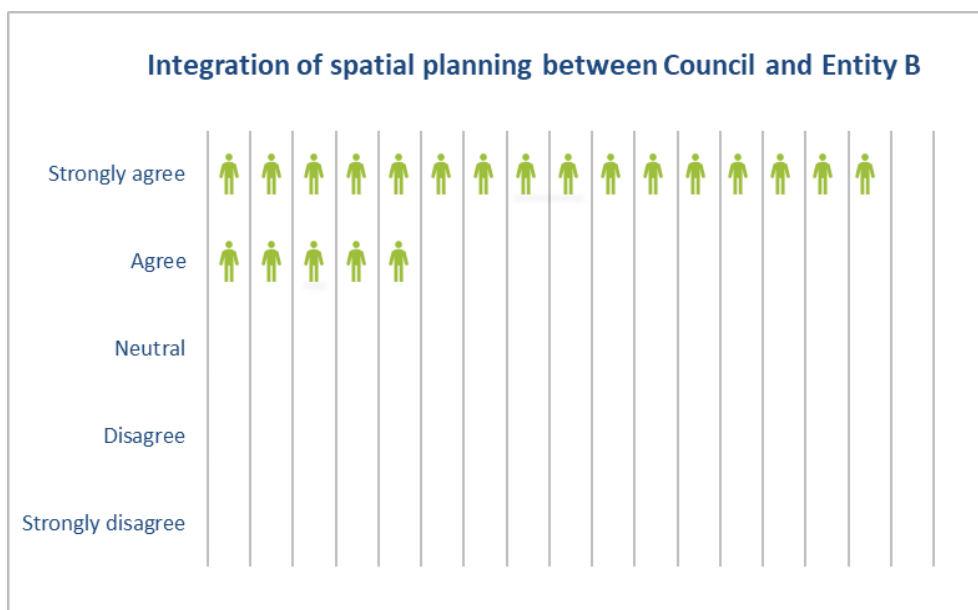 Integration of spatial planning between Council and Entity B
Strongly agree
Agree
Neutral
Disagree
Strongly disagree